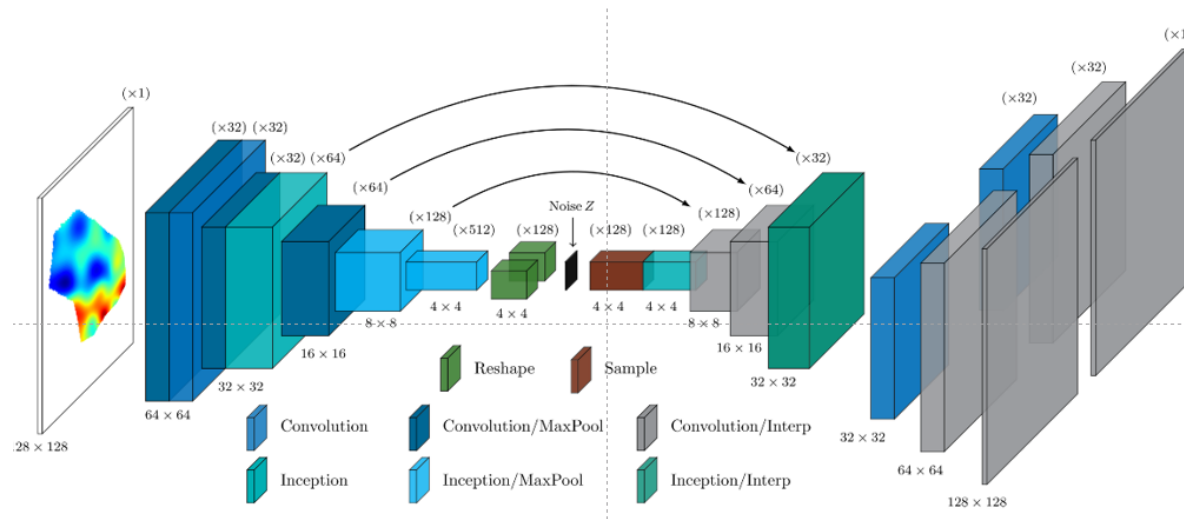 (×1)
(×32) (×32)
(×32) (×64)
(×64)
(×128)
(×512)
(×128)
Noise Z
(×128) (×128)
(×128)
(×64)
(×32)
(×32)
(×32)
(×1
28 × 128
64 × 64
32 × 32
16 × 16
8 × 8
4 × 4
4 × 4
4 × 4
4 × 4
8 × 8
16 × 16
32 × 32
32 × 32
64 × 64
128 × 128
Reshape
Sample
Convolution
Convolution/MaxPool
Convolution/Interp
Inception
Inception/MaxPool
Inception/Interp